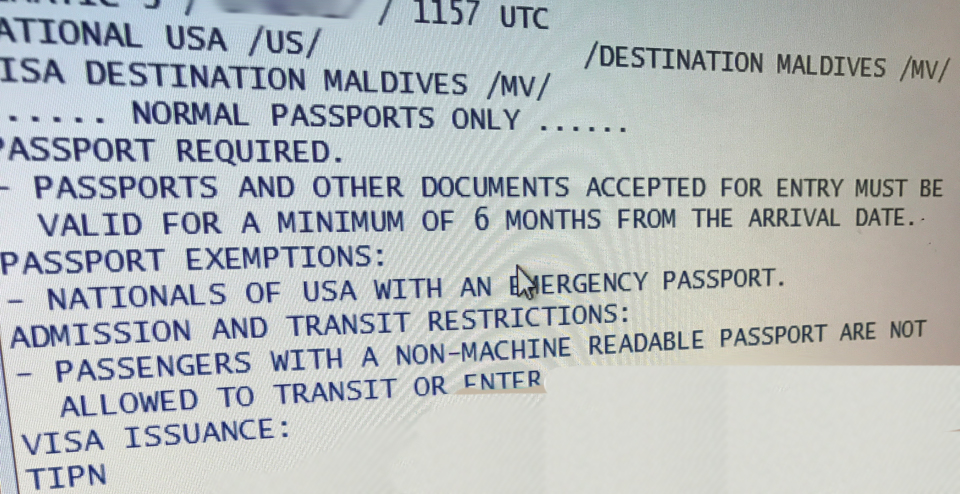 / 1157 UTC
ATIONAL USA /US/ /DESTINATION MALDIVES /MV/
ISA DESTINATION MALDIVES /MV/
..... NORMAL PASSPORTS ONLY ......
PASSPORT REQUIRED.
- PASSPORTS AND OTHER DOCUMENTS ACCEPTED FOR ENTRY MUST BE
VALID FOR A MINIMUM OF 6 MONTHS FROM THE ARRIVAL DATE.
PASSPORT EXEMPTIONS:
- NATIONALS OF USA WITH AN EMERGENCY PASSPORT.
ADMISSION AND TRANSIT RESTRICTIONS:
- PASSENGERS WITH A NON-MACHINE READABLE PASSPORT ARE NOT
ALLOWED TO TRANSIT OR ENTER
VISA ISSUANCE:
TIPN